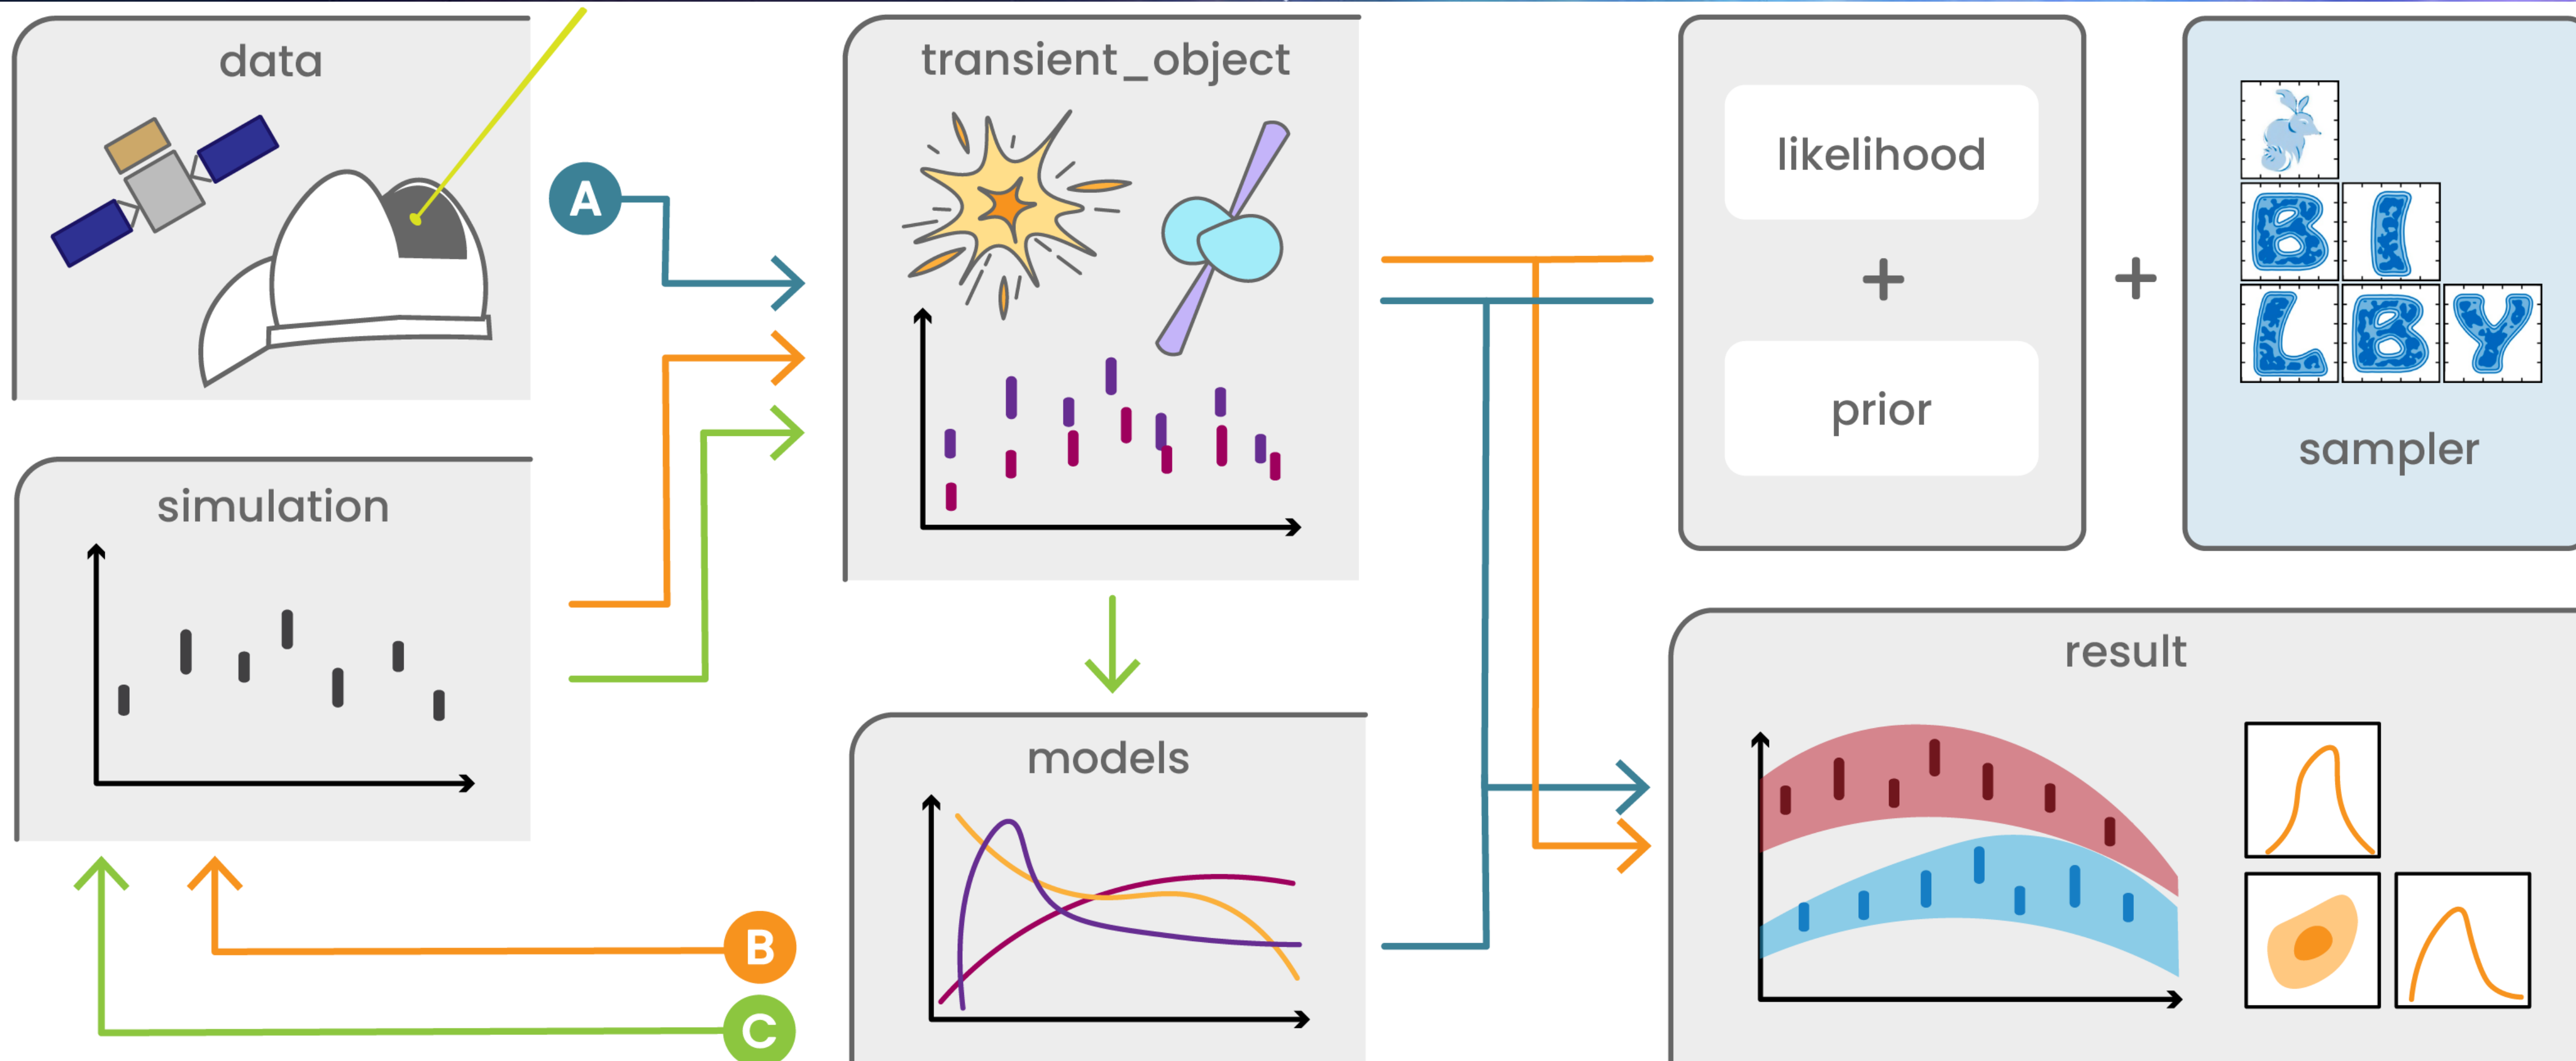 data
transient_object
likelihood
+
prior
+
B I
L B Y
sampler
A
simulation
result
models
B
C